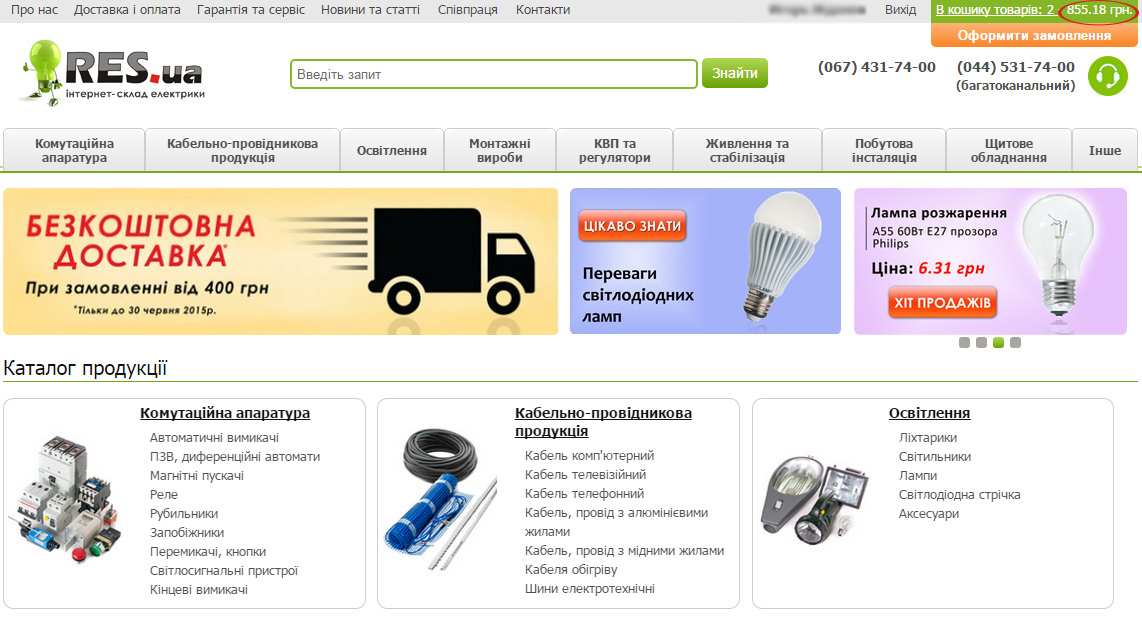 Про нас Доставка і оплата Гарантія та сервіс Новини та статті Співпраця Контакти Вихід В кошику товарів: 2 - 855.18 грн.
Оформити замовлення
RES.ua
інтернет-склад електрики
Введіть запит Знайти
(067) 431-74-00 (044) 531-74-00
(багатоканальний)
Комутаційна апаратура
Кабельно-провідникова продукція
Освітлення
Монтажні вироби
КВП та регулятори
Живлення та стабілізація
Побутова інсталяція
Щитове обладнання
Інше
БЕЗКОШТОВНА
ДОСТАВКА*
При замовленні від 400 грн
*Тільки до 30 червня 2015р.
ЦІКАВО ЗНАТИ
Переваги
світлодіодних
ламп
Лампа розжарення
А55 60Вт Е27 прозора
Philips
Ціна: 6.31 грн
ХІТ ПРОДАЖІВ
Каталог продукції
Комутаційна апаратура
Автоматичні вимикачі
ПЗВ, диференційні автомати
Магнітні пускачі
Реле
Рубильники
Запобіжники
Перемикачі, кнопки
Світлосигнальні пристрої
Кінцеві вимикачі
Кабельно-провідникова
продукція
Кабель комп'ютерний
Кабель телевізійний
Кабель телефонний
Кабель, провід з алюмінієвими
жилами
Кабель, провід з мідними жилами
Кабеля обігріву
Шини електротехнічні
Освітлення
Ліхтарики
Світильники
Лампи
Світлодіодна стрічка
Аксесуари